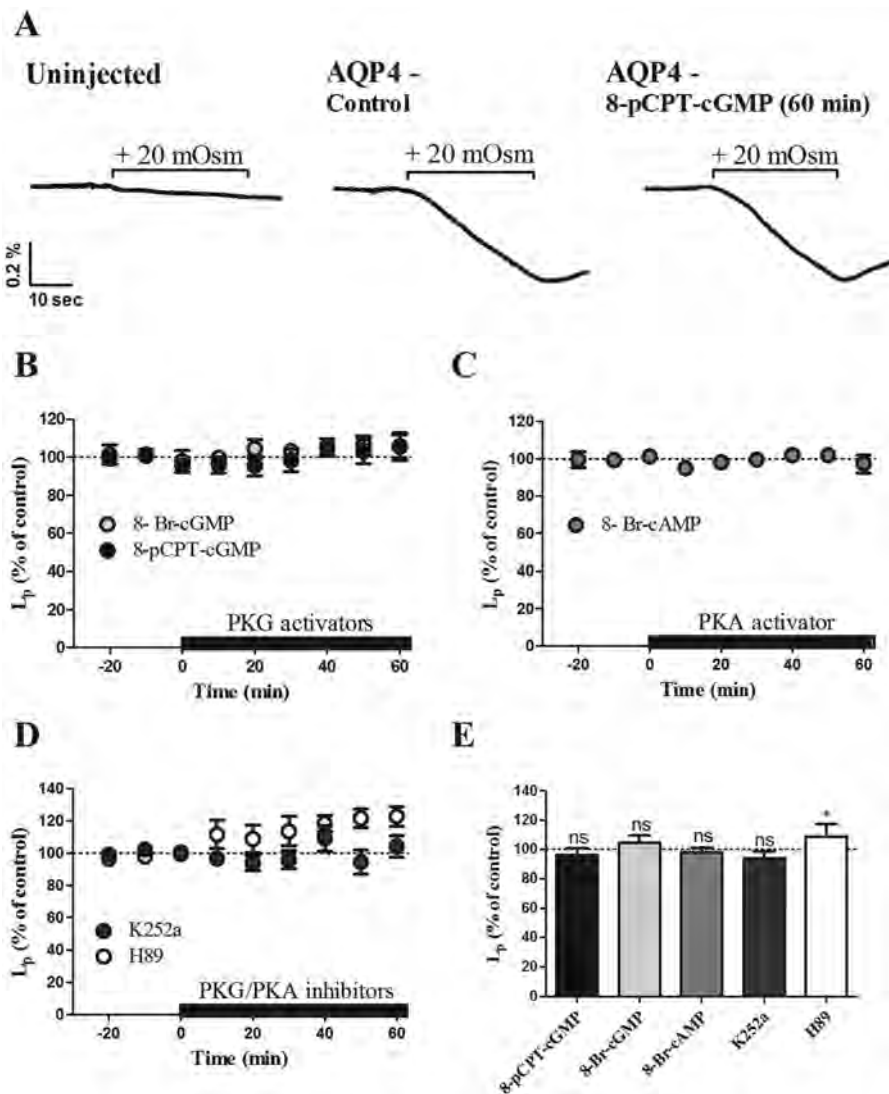 A
Uninjected
AQP4 -
Control
AQP4 -
8-pCPT-cGMP (60 min)
+ 20 mOsm
+ 20 mOsm
+ 20 mOsm
0.2 %
10 sec
B
120
100
80
60
40
20
0
Lp (% of control)
8- Br-cGMP
8-pCPT-cGMP
PKG activators
-20 0 20 40 60
Time (min)
C
120
100
80
60
40
20
0
Lp (% of control)
8- Br-cAMP
PKA activator
-20 0 20 40 60
Time (min)
D
140
120
100
80
60
40
20
0
Lp (% of control)
K252a
H89
PKG/PKA inhibitors
-20 0 20 40 60
Time (min)
E
140
120
100
80
60
40
20
0
Lp (% of control)
ns ns ns ns +
8-pCPT-cGMP
8-Br-cGMP
8-Br-cAMP
K252a
H89